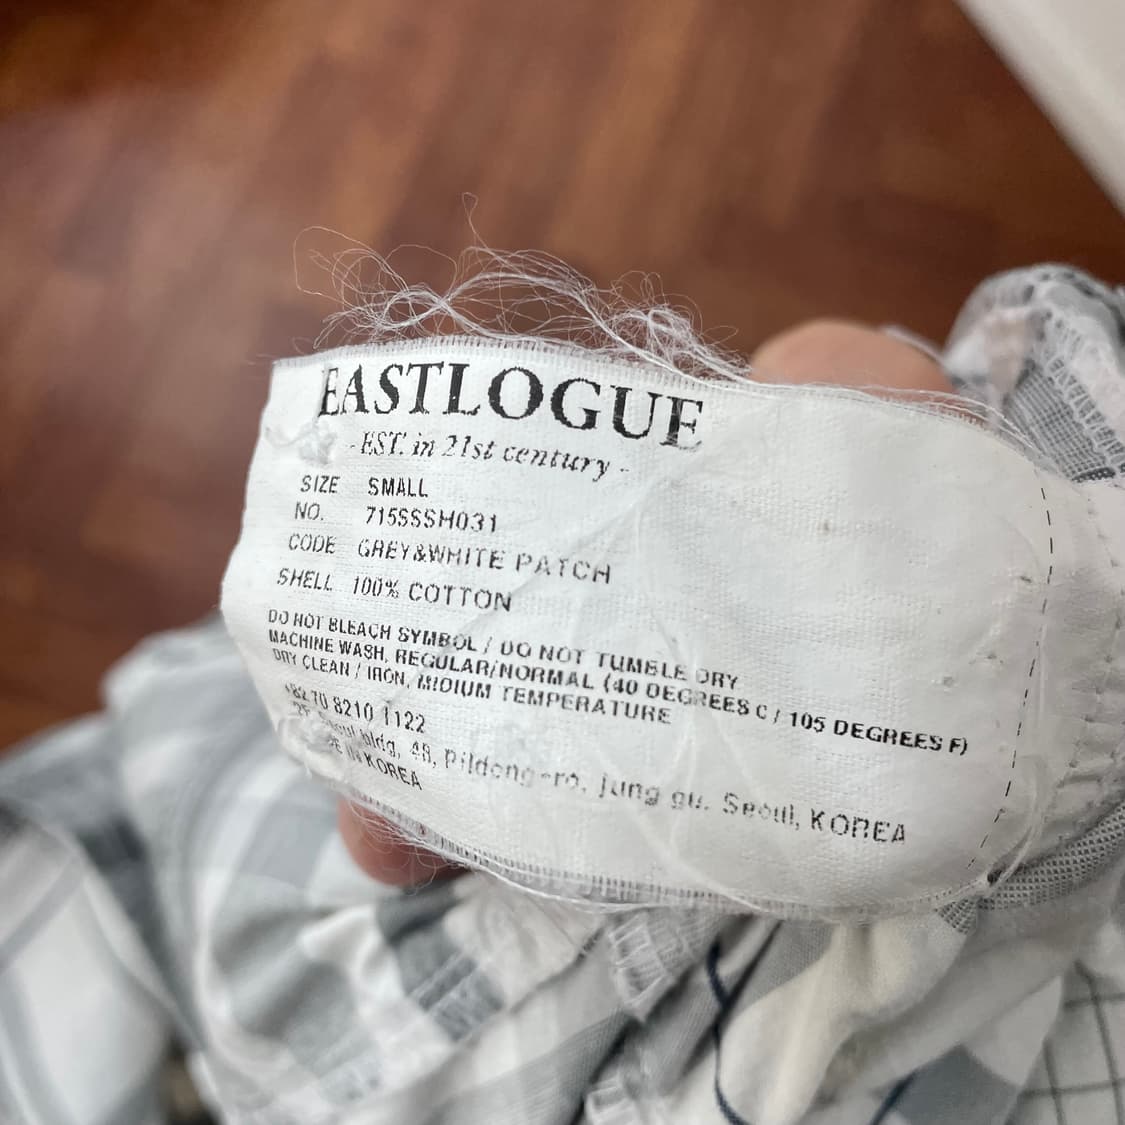 EASTLOGUE
- EST. in 21st century -
SIZE SMALL
NO. 715SSSH031
CODE GREY&WHITE PATCH
SHELL 100% COTTON
DO NOT BLEACH SYMBOL / DO NOT TUMBLE DRY
MACHINE WASH, REGULAR/NORMAL (40 DEGREES C / 105 DEGREES F)
DRY CLEAN / IRON, MIDIUM TEMPERATURE
+82 70 8210 1122
bldg, 48, Pildong-ro, Jung gu. Seoul, KOREA
IN KOREA